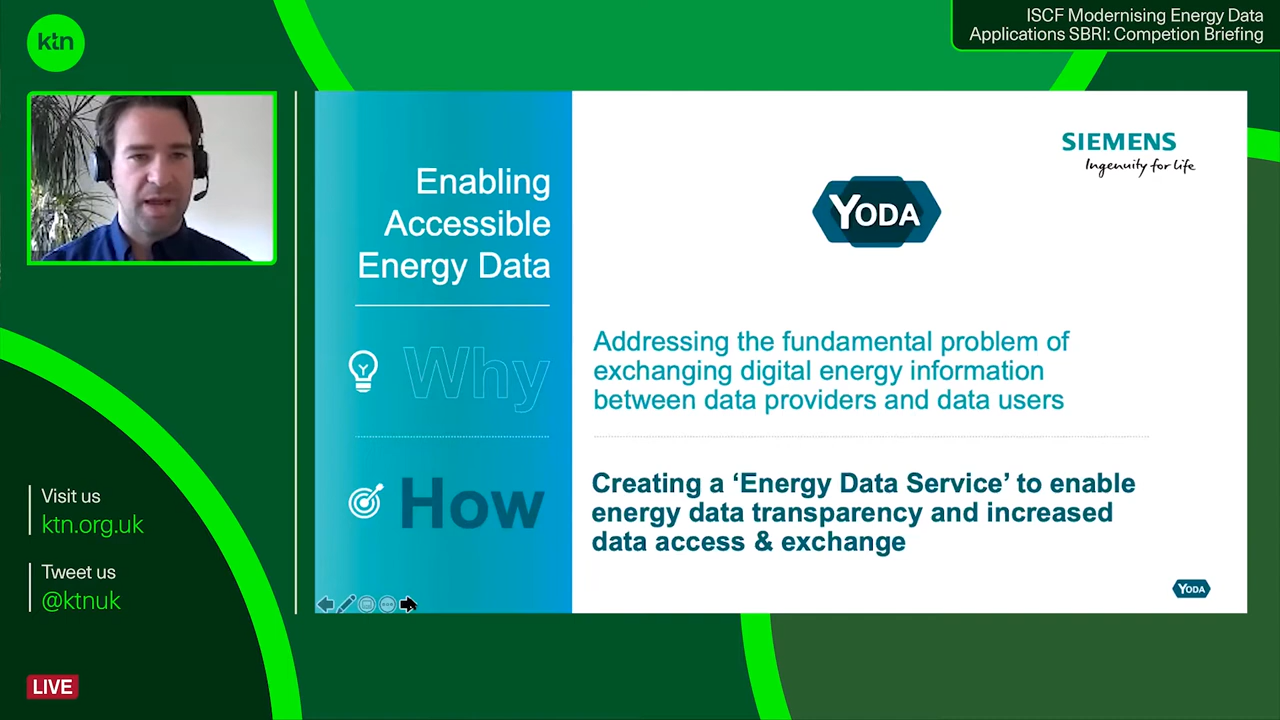 ktn
ISCF Modernising Energy Data
Applications SBRI: Competion Briefing
SIEMENS
Ingenuity for life
YODA
Enabling
Accessible
Energy Data
Why
Addressing the fundamental problem of
exchanging digital energy information
between data providers and data users
How
Creating a ‘Energy Data Service’ to enable
energy data transparency and increased
data access & exchange
YODA
Visit us
ktn.org.uk
Tweet us
@ktnuk
LIVE